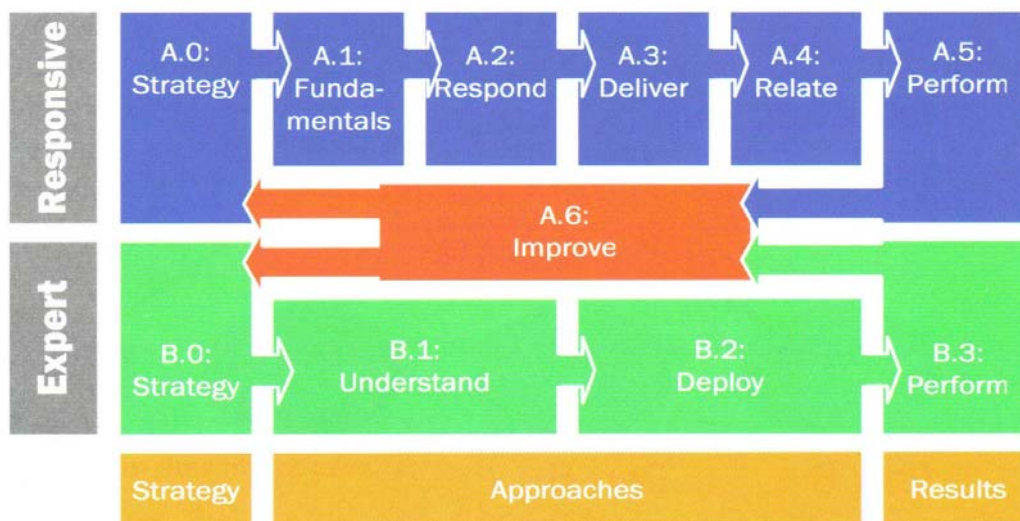 Responsive
A.0:
Strategy
A.1:
Funda-
mentals
A.2:
Respond
A.3:
Deliver
A.4:
Relate
A.5:
Perform
A.6:
Improve
Expert
B.0:
Strategy
B.1:
Understand
B.2:
Deploy
B.3:
Perform
Strategy
Approaches
Results